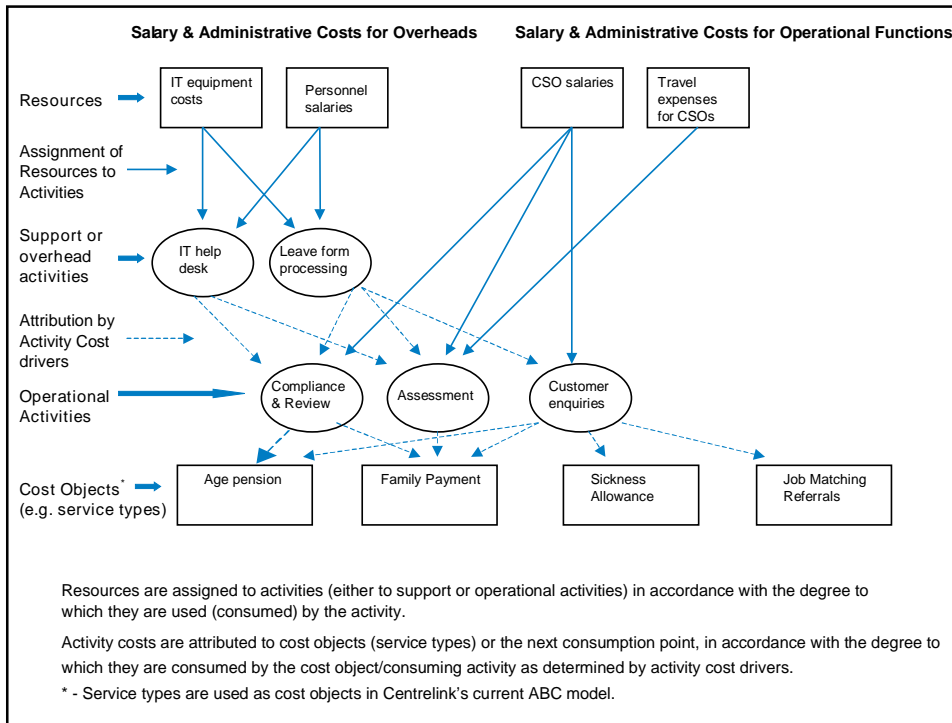 Salary & Administrative Costs for Overheads
Salary & Administrative Costs for Operational Functions
Resources
IT equipment
costs
Personnel
salaries
CSO salaries
Travel
expenses
for CSOs
Assignment of
Resources to
Activities
Support or
overhead
activities
IT help
desk
Leave form
processing
Attribution by
Activity Cost
drivers
Operational
Activities
Compliance
& Review
Assessment
Customer
enquiries
Cost Objects*
(e.g. service types)
Age pension
Family Payment
Sickness
Allowance
Job Matching
Referrals
Resources are assigned to activities (either to support or operational activities) in accordance with the degree to
which they are used (consumed) by the activity.
Activity costs are attributed to cost objects (service types) or the next consumption point, in accordance with the degree to
which they are consumed by the cost object/consuming activity as determined by activity cost drivers.
* - Service types are used as cost objects in Centrelink's current ABC model.